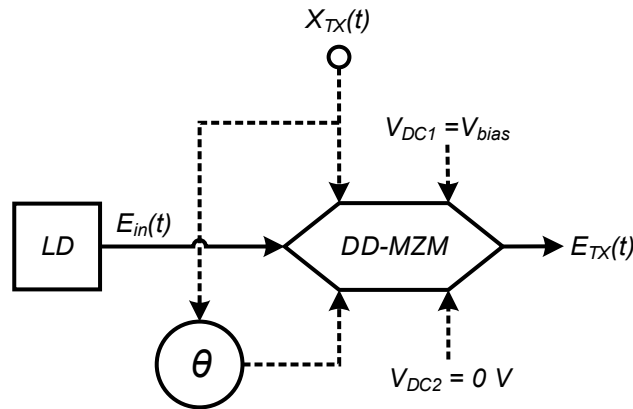 X_TX(t)
V_DC1 = V_bias
E_in(t)
LD
DD-MZM
E_TX(t)
θ
V_DC2 = 0 V